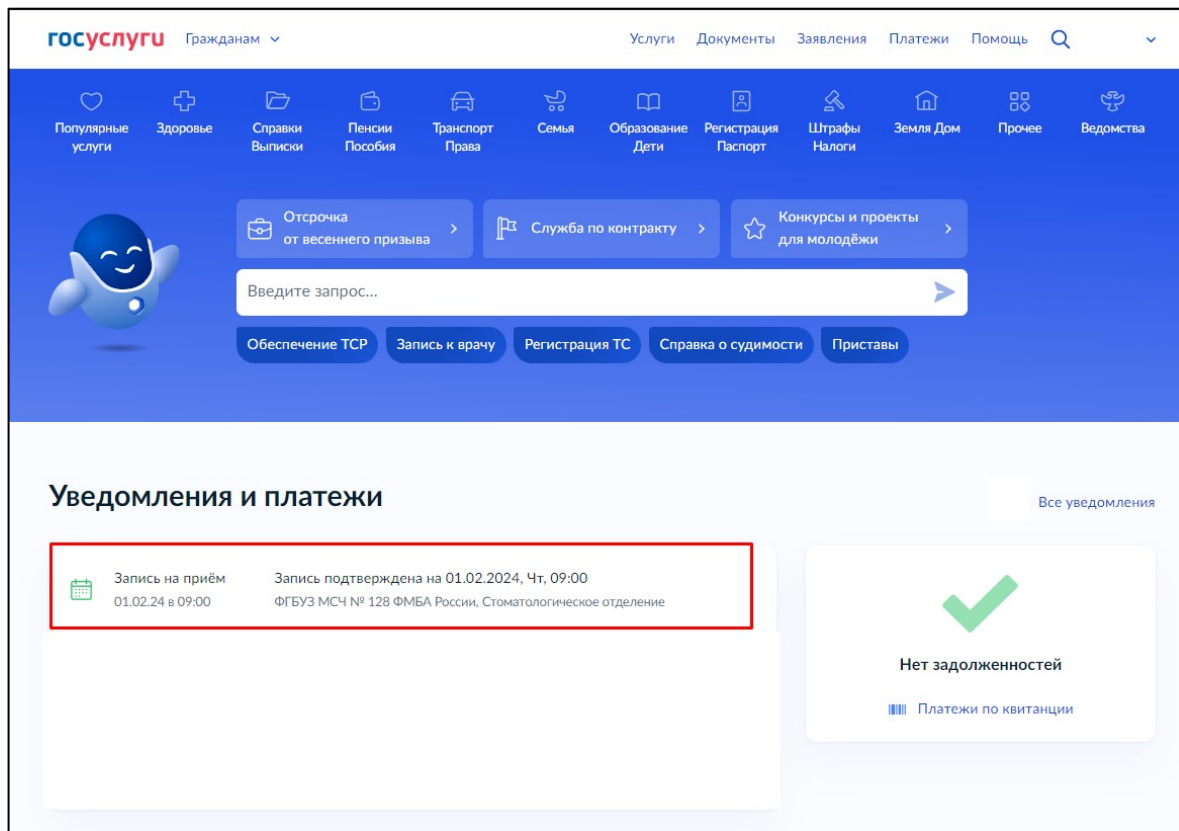 госуслуги Гражданам Услуги Документы Заявления Платежи Помощь
Популярные услуги
Здоровье
Справки Выписки
Пенсии Пособия
Транспорт Права
Семья
Образование Дети
Регистрация Паспорт
Штрафы Налоги
Земля Дом
Прочее
Ведомства
Отсрочка
от весеннего призыва
Служба по контракту
Конкурсы и проекты
для молодёжи
Введите запрос...
Обеспечение ТСР Запись к врачу Регистрация ТС Справка о судимости Приставы
Уведомления и платежи
Все уведомления
Запись на приём Запись подтверждена на 01.02.2024, Чт, 09:00
01.02.24 в 09:00 ФГБУЗ МСЧ № 128 ФМБА России, Стоматологическое отделение
Нет задолженностей
Платежи по квитанции